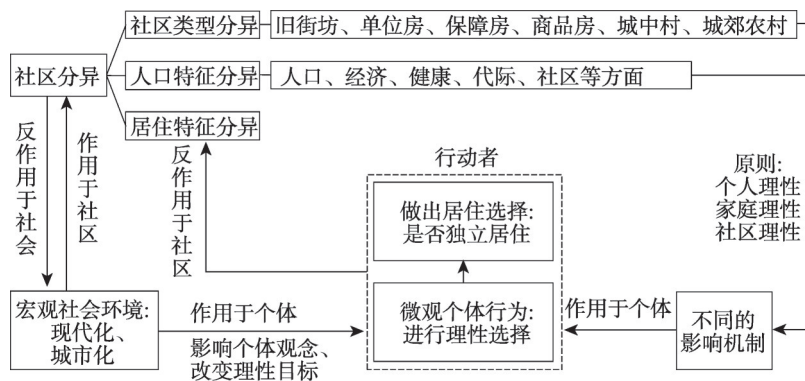 社区类型分异
旧街坊、单位房、保障房、商品房、城中村、城郊农村
社区分异
人口特征分异
人口、经济、健康、代际、社区等方面
居住特征分异
反作用于社会
作用于社区
反作用于社区
行动者
做出居住选择:
是否独立居住
原则:
个人理性
家庭理性
社区理性
宏观社会环境:
现代化、
城市化
作用于个体
影响个体观念、
改变理性目标
微观个体行为:
进行理性选择
作用于个体
不同的
影响机制